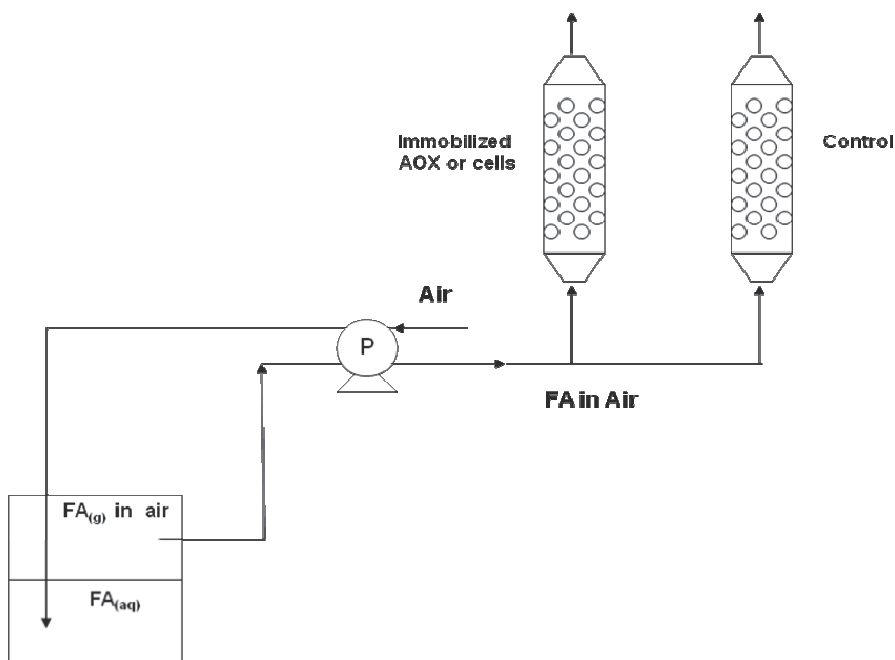 Immobilized
AOX or cells
Control
Air
P
FA in Air
FA(g) in air
FA(aq)